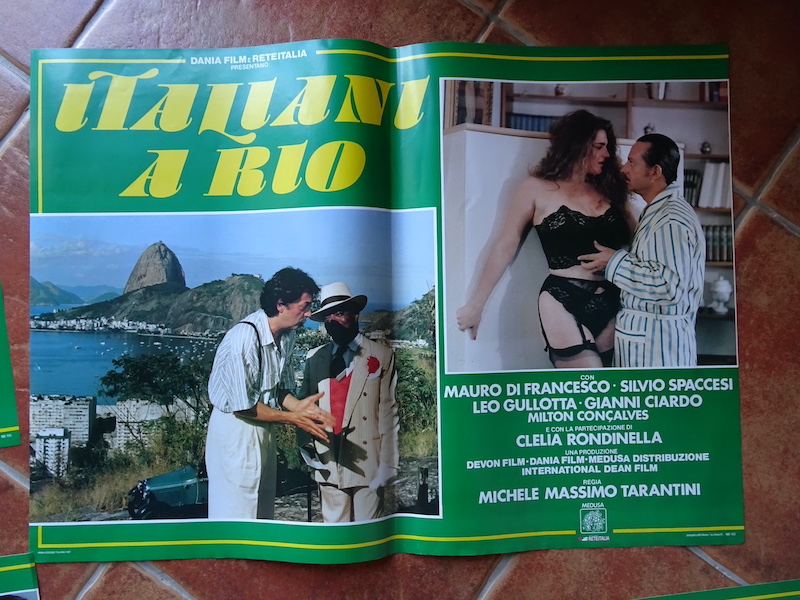 DANIA FILM E RETEITALIA
PRESENTANO
ITALIANI
A RIO
CON
MAURO DI FRANCESCO · SILVIO SPACCESI
LEO GULLOTTA · GIANNI CIARDO
MILTON CONÇALVES
E CON LA PARTECIPAZIONE DI
CLELIA RONDINELLA
UNA PRODUZIONE
DEVON FILM · DANIA FILM · MEDUSA DISTRIBUZIONE
INTERNATIONAL DEAN FILM
REGIA
MICHELE MASSIMO TARANTINI
MEDUSA
RETEITALIA